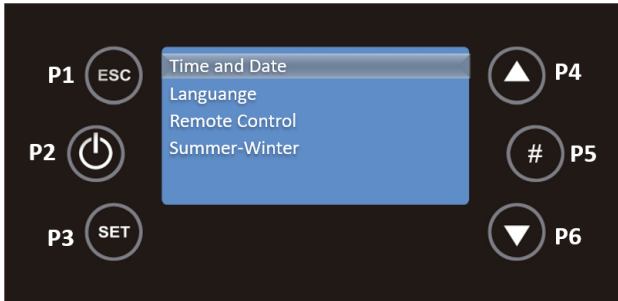 P1 ESC
Time and Date
P4
Languange
Remote Control
P2
Summer-Winter
# P5
P3 SET
P6